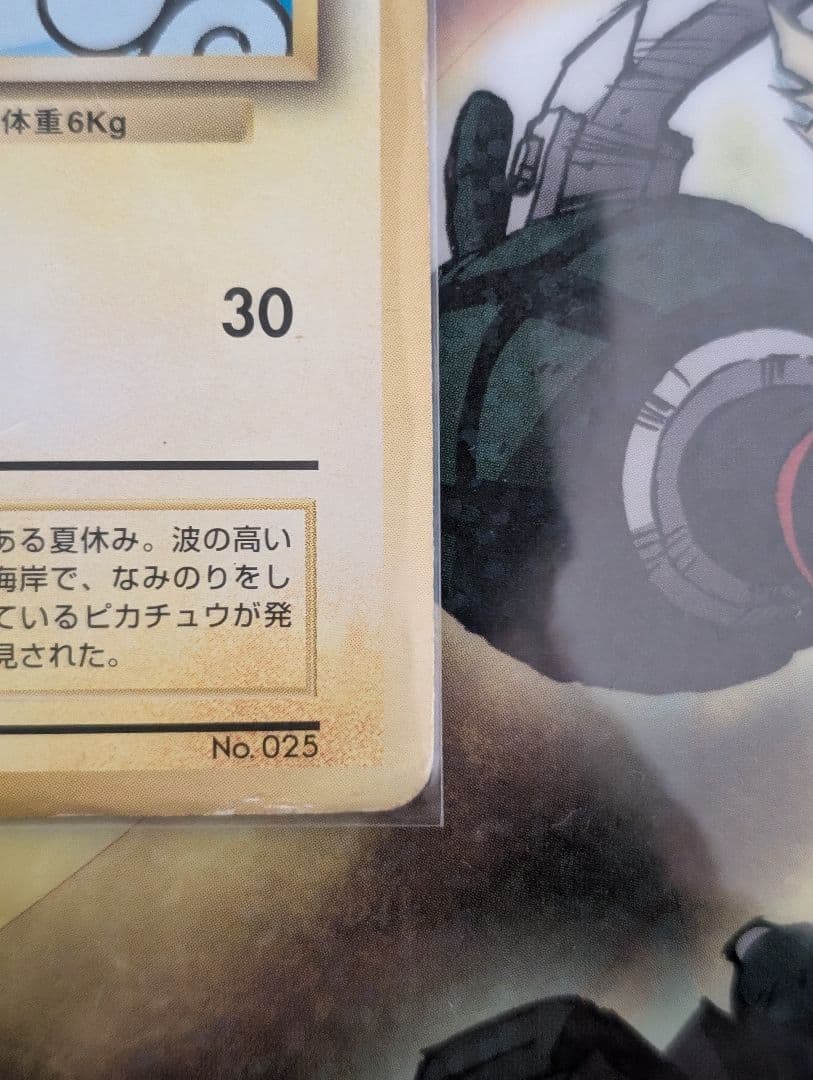 体重6Kg
30
ある夏休み。波の高い
海岸で、なみのりをし
ているピカチュウが発
見された。
No. 025